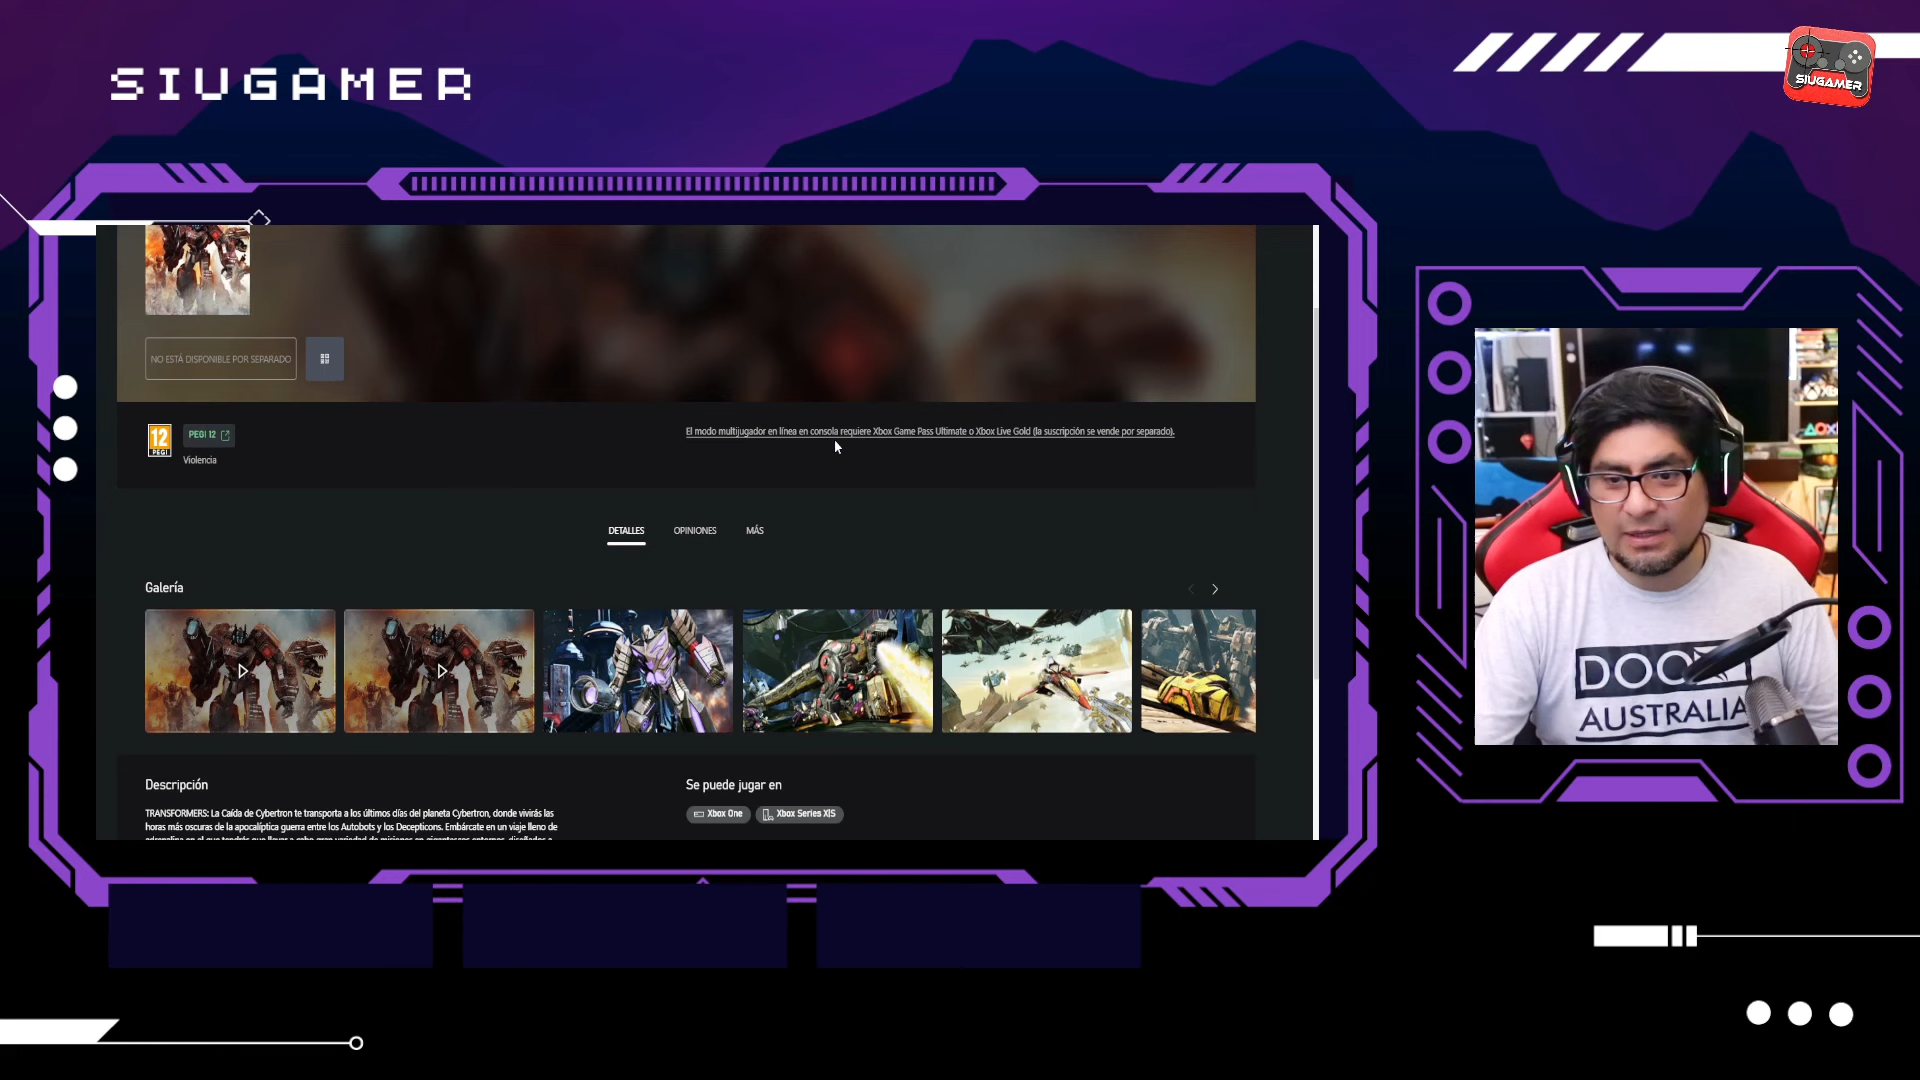 SIUGAMER
SIUGAMER
NO ESTÁ DISPONIBLE POR SEPARADO
12
PEGI
PEGI 12
Violencia
El modo multijugador en línea en consola requiere Xbox Game Pass Ultimate o Xbox Live Gold (la suscripción se vende por separado).
DETALLES
OPINIONES
MÁS
Galería
Descripción
TRANSFORMERS: La Caída de Cybertron te transporta a los últimos días del planeta Cybertron, donde vivirás las
horas más oscuras de la apocalíptica guerra entre los Autobots y los Decepticons. Embárcate en un viaje lleno de
Se puede jugar en
Xbox One
Xbox Series X|S
AUSTRALIA